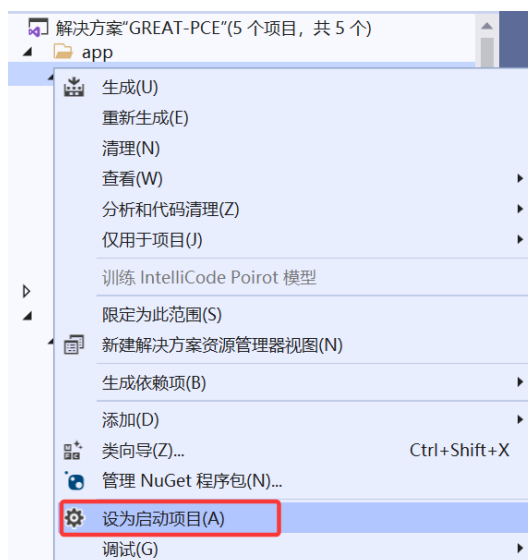 解决方案“GREAT-PCE”(5 个项目，共 5 个)
app
生成(U)
重新生成(E)
清理(N)
查看(W)
分析和代码清理(Z)
仅用于项目(J)
训练 IntelliCode Poirot 模型
限定为此范围(S)
新建解决方案资源管理器视图(N)
生成依赖项(B)
添加(D)
类向导(Z)... Ctrl+Shift+X
管理 NuGet 程序包(N)...
设为启动项目(A)
调试(G)